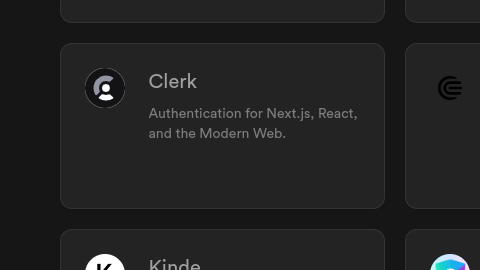 Clerk
Authentication for Next.js, React,
and the Modern Web.
Kinde